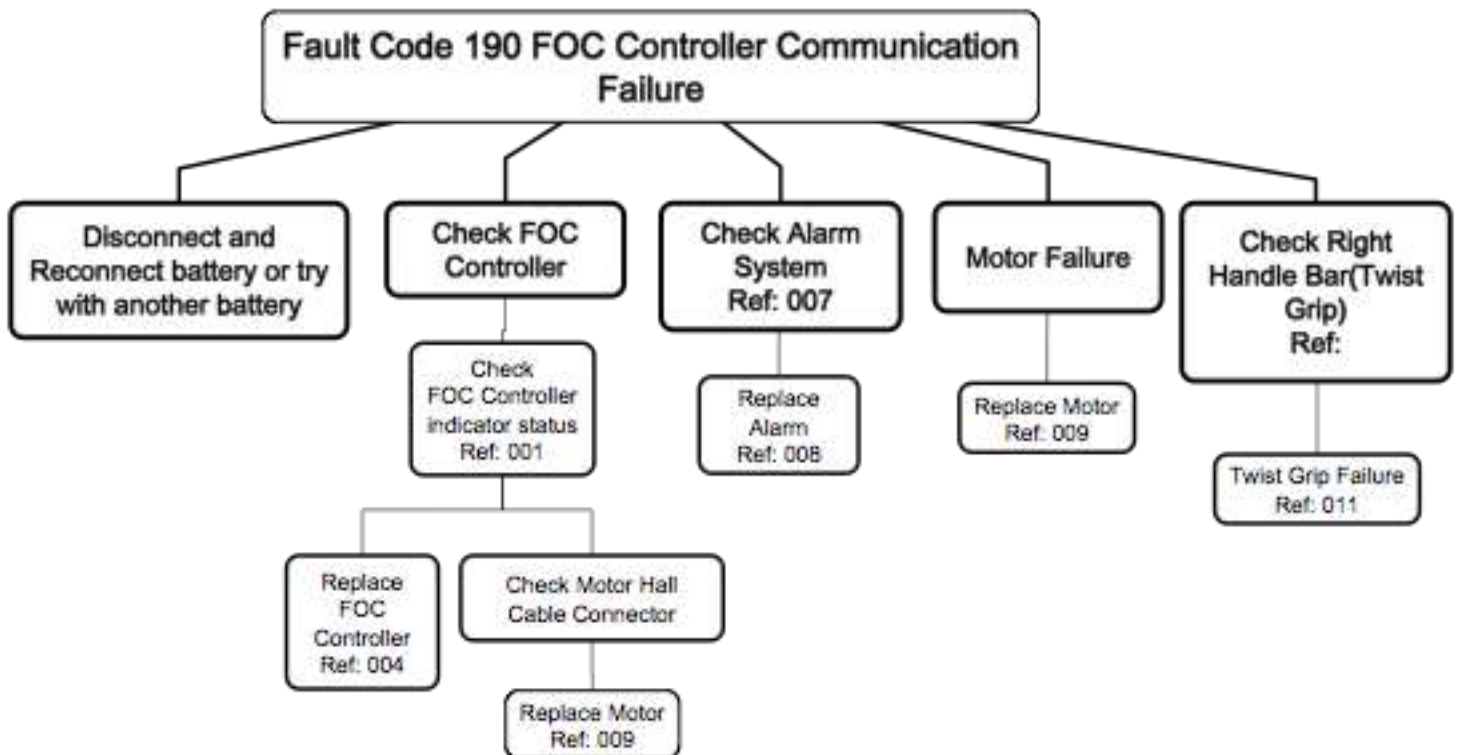 Fault Code 190 FOC Controller Communication
Failure
Disconnect and
Reconnect battery or try
with another battery
Check FOC
Controller
Check Alarm
System
Ref: 007
Motor Failure
Check Right
Handle Bar(Twist
Grip)
Ref:
Check
FOC Controller
indicator status
Ref: 001
Replace
Alarm
Ref: 008
Replace Motor
Ref: 009
Twist Grip Failure
Ref: 011
Replace
FOC
Controller
Ref: 004
Check Motor Hall
Cable Connector
Replace Motor
Ref: 009